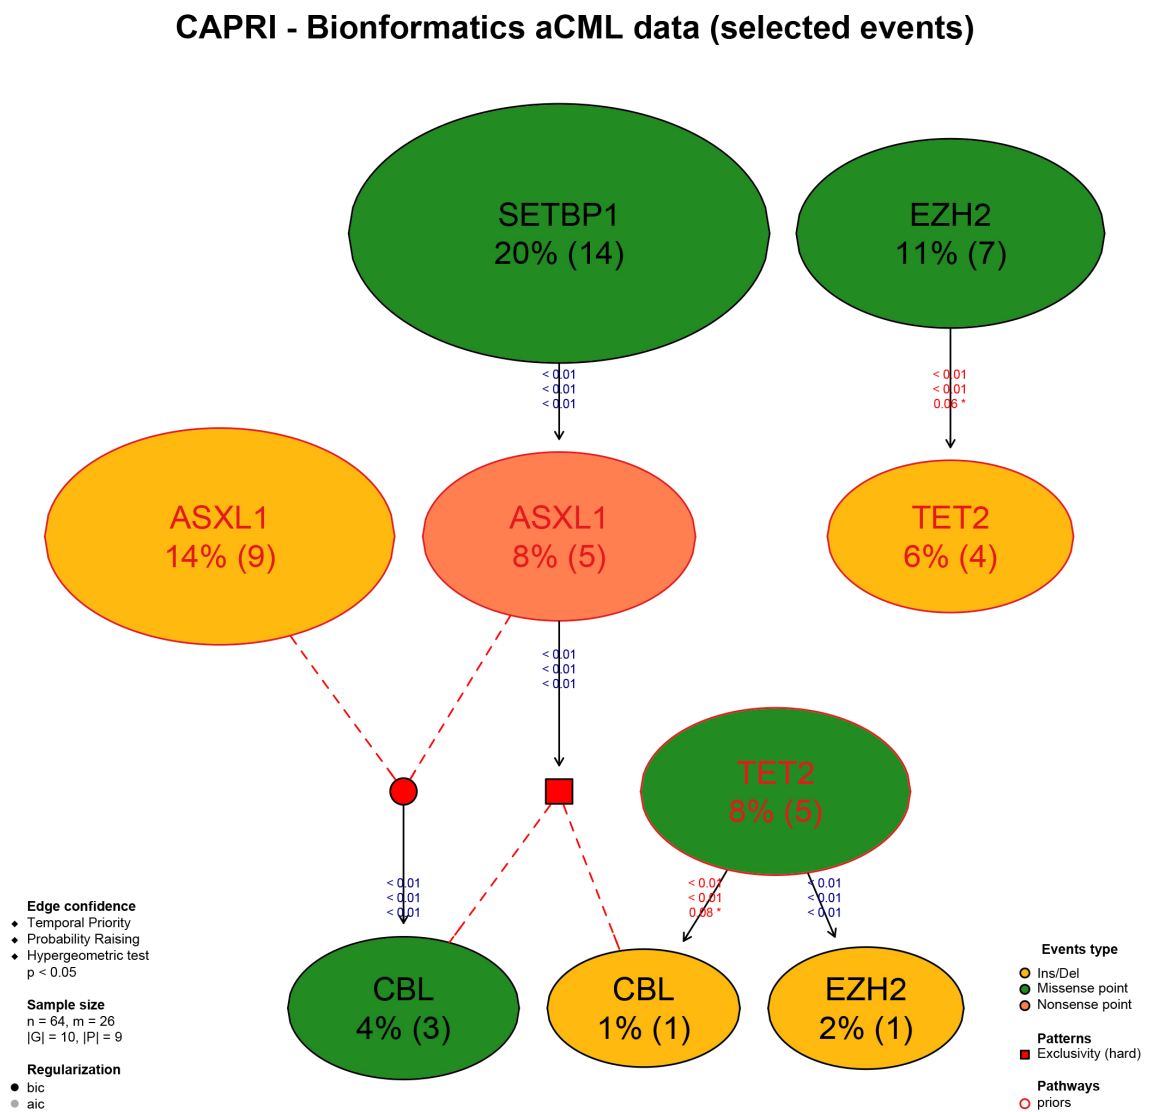 CAPRI - Bionformatics aCML data (selected events)
SETBP1
20% (14)
EZH2
11% (7)
< 0.01
< 0.01
< 0.01
< 0.01
< 0.01
0.06 *
ASXL1
14% (9)
ASXL1
8% (5)
TET2
6% (4)
< 0.01
< 0.01
< 0.01
TET2
8% (5)
< 0.01
< 0.01
< 0.01
< 0.01
< 0.01
0.08 *
< 0.01
< 0.01
< 0.01
CBL
4% (3)
CBL
1% (1)
EZH2
2% (1)
Edge confidence
Temporal Priority
Probability Raising
Hypergeometric test
p < 0.05
Sample size
n = 64, m = 26
|G| = 10, |P| = 9
Regularization
bic
aic
Events type
Ins/Del
Missense point
Nonsense point
Patterns
Exclusivity (hard)
Pathways
priors